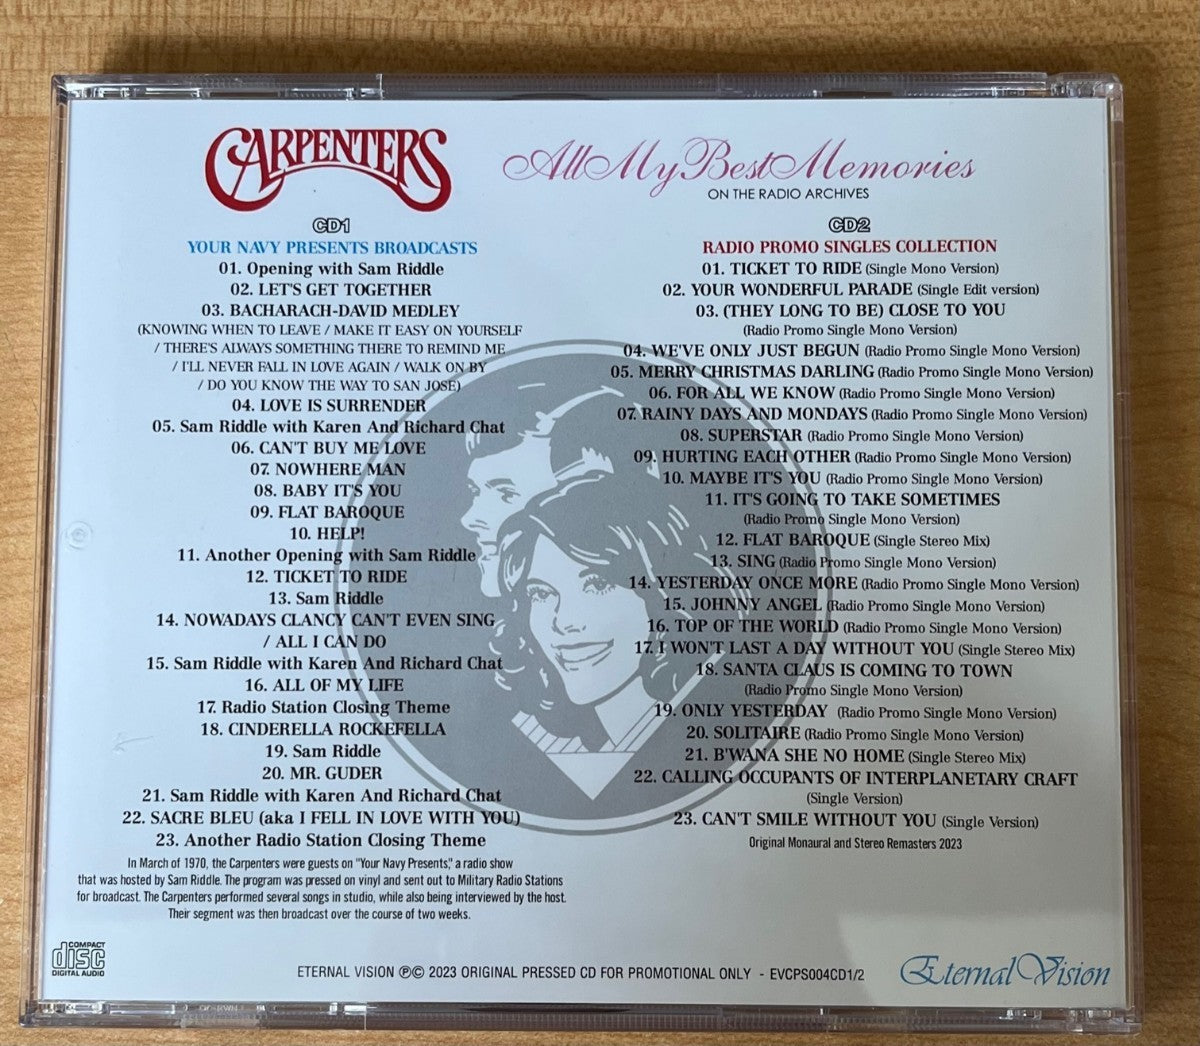 CARPENTERS
All My Best Memories
ON THE RADIO ARCHIVES
CD1
YOUR NAVY PRESENTS BROADCASTS
01. Opening with Sam Riddle
02. LET'S GET TOGETHER
03. BACHARACH-DAVID MEDLEY
(KNOWING WHEN TO LEAVE / MAKE IT EASY ON YOURSELF
/ THERE'S ALWAYS SOMETHING THERE TO REMIND ME
/ I'LL NEVER FALL IN LOVE AGAIN / WALK ON BY
/ DO YOU KNOW THE WAY TO SAN JOSE)
04. LOVE IS SURRENDER
05. Sam Riddle with Karen And Richard Chat
06. CAN'T BUY ME LOVE
07. NOWHERE MAN
08. BABY IT'S YOU
09. FLAT BAROQUE
10. HELP!
11. Another Opening with Sam Riddle
12. TICKET TO RIDE
13. Sam Riddle
14. NOWADAYS CLANCY CAN'T EVEN SING
/ ALL I CAN DO
15. Sam Riddle with Karen And Richard Chat
16. ALL OF MY LIFE
17. Radio Station Closing Theme
18. CINDERELLA ROCKEFELLA
19. Sam Riddle
20. MR. GUDER
21. Sam Riddle with Karen And Richard Chat
22. SACRE BLEU (aka I FELL IN LOVE WITH YOU)
23. Another Radio Station Closing Theme
In March of 1970, the Carpenters were guests on "Your Navy Presents," a radio show
that was hosted by Sam Riddle. The program was pressed on vinyl and sent out to Military Radio Stations
for broadcast. The Carpenters performed several songs in studio, while also being interviewed by the host.
Their segment was then broadcast over the course of two weeks.
CD2
RADIO PROMO SINGLES COLLECTION
01. TICKET TO RIDE (Single Mono Version)
02. YOUR WONDERFUL PARADE (Single Edit version)
03. (THEY LONG TO BE) CLOSE TO YOU
(Radio Promo Single Mono Version)
04. WE'VE ONLY JUST BEGUN (Radio Promo Single Mono Version)
05. MERRY CHRISTMAS DARLING (Radio Promo Single Mono Version)
06. FOR ALL WE KNOW (Radio Promo Single Mono Version)
07. RAINY DAYS AND MONDAYS (Radio Promo Single Mono Version)
08. SUPERSTAR (Radio Promo Single Mono Version)
09. HURTING EACH OTHER (Radio Promo Single Mono Version)
10. MAYBE IT'S YOU (Radio Promo Single Mono Version)
11. IT'S GOING TO TAKE SOMETIMES
(Radio Promo Single Mono Version)
12. FLAT BAROQUE (Single Stereo Mix)
13. SING (Radio Promo Single Mono Version)
14. YESTERDAY ONCE MORE (Radio Promo Single Mono Version)
15. JOHNNY ANGEL (Radio Promo Single Mono Version)
16. TOP OF THE WORLD (Radio Promo Single Mono Version)
17. I WON'T LAST A DAY WITHOUT YOU (Single Stereo Mix)
18. SANTA CLAUS IS COMING TO TOWN
(Radio Promo Single Mono Version)
19. ONLY YESTERDAY (Radio Promo Single Mono Version)
20. SOLITAIRE (Radio Promo Single Mono Version)
21. B'WANA SHE NO HOME (Single Stereo Mix)
22. CALLING OCCUPANTS OF INTERPLANETARY CRAFT
(Single Version)
23. CAN'T SMILE WITHOUT YOU (Single Version)
Original Monaural and Stereo Remasters 2023
COMPACT
disc
DIGITAL AUDIO
ETERNAL VISION ℗© 2023 ORIGINAL PRESSED CD FOR PROMOTIONAL ONLY - EVCPS004CD1/2
Eternal Vision